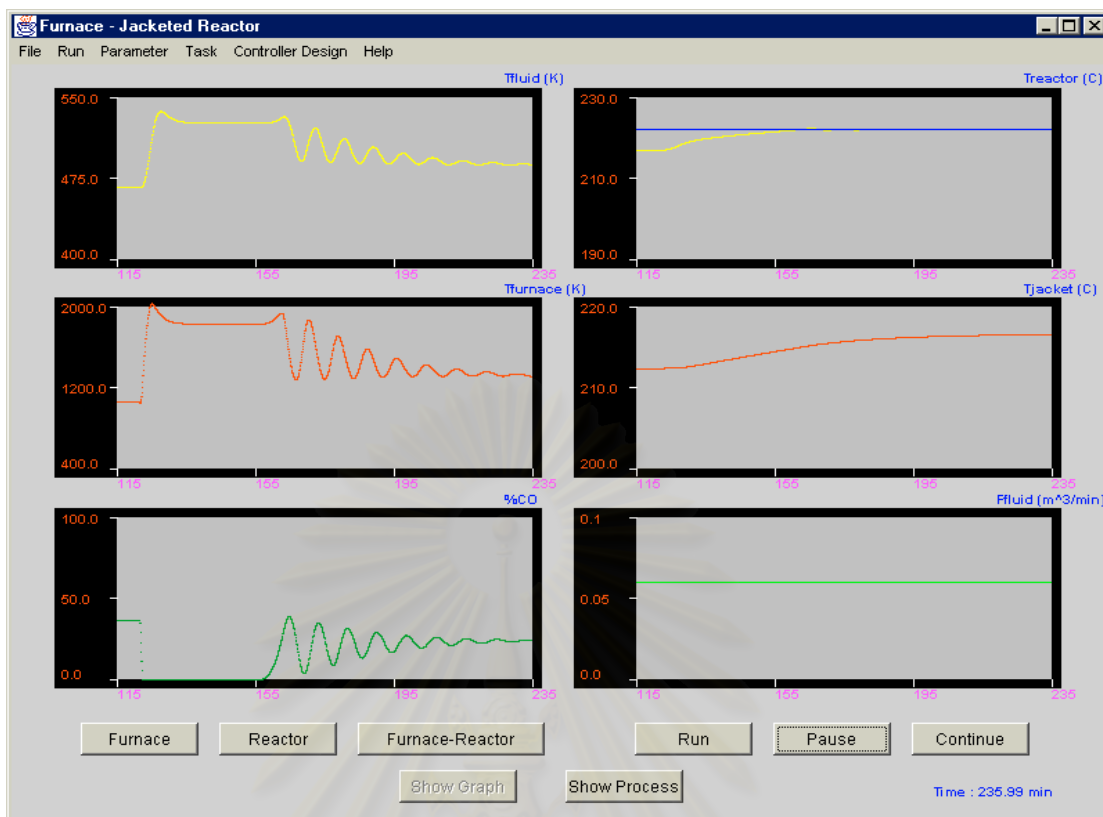 Furnace - Jacketed Reactor
File Run Parameter Task Controller Design Help
Tfluid (K)
550.0
475.0
400.0
115 155 195 235
Treactor (C)
230.0
210.0
190.0
115 155 195 235
Tfurnace (K)
2000.0
1200.0
400.0
115 155 195 235
Tjacket (C)
220.0
210.0
200.0
115 155 195 235
%CO
100.0
50.0
0.0
115 155 195 235
Ffluid (m^3/min)
0.1
0.05
0.0
115 155 195 235
Furnace Reactor Furnace-Reactor Run Pause Continue
Show Graph Show Process
Time : 235.99 min